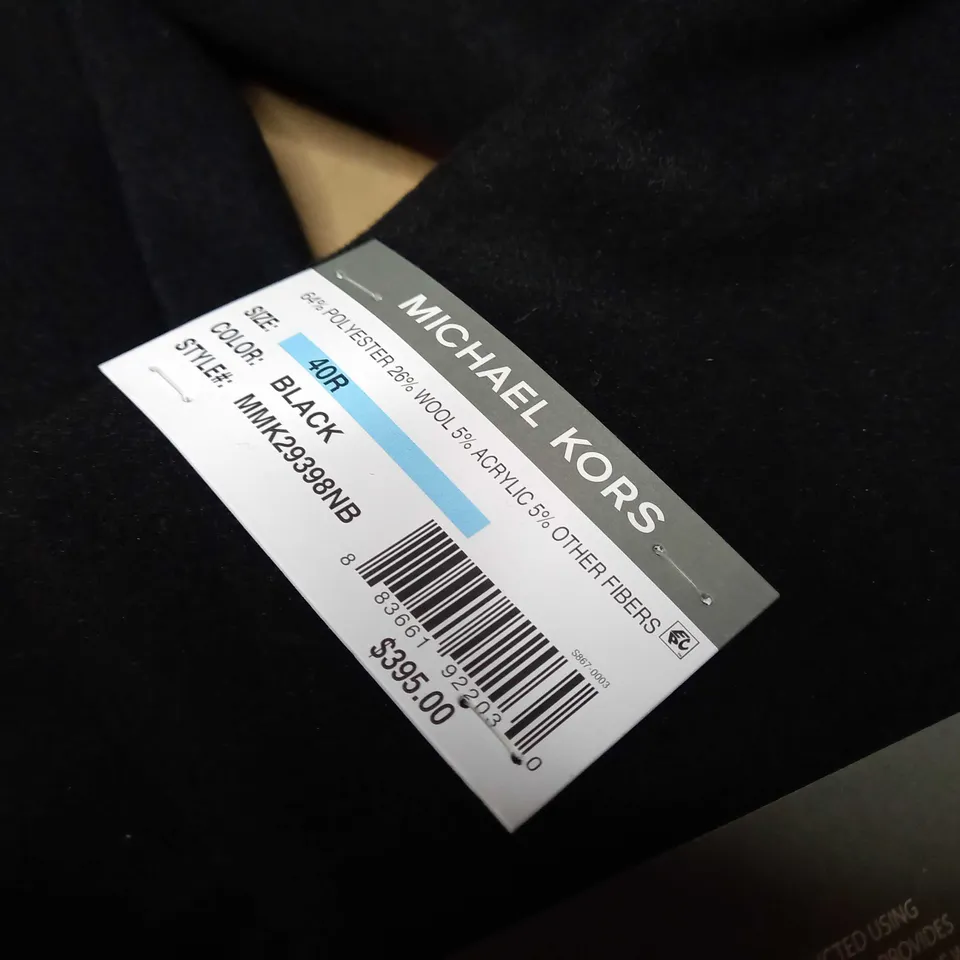 MICHAEL KORS
64% POLYESTER 26% WOOL 5% ACRYLIC 5% OTHER FIBERS
SIZE: 40R
COLOR: BLACK
STYLE#: MMK29398NB
S867-0003
8 83661 92203 0
$395.00
USING
PROVIDES